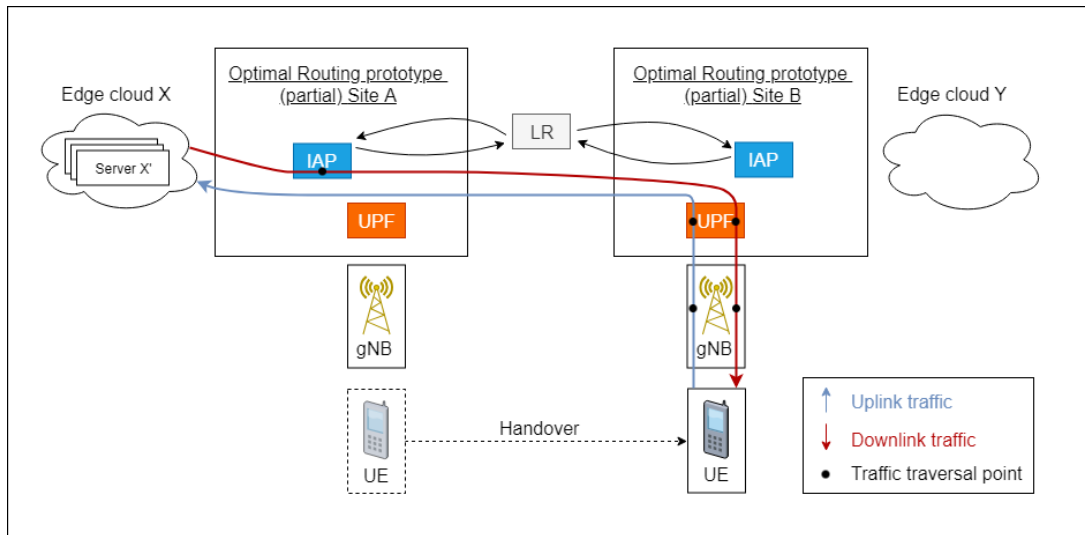 Optimal Routing prototype
(partial) Site A
Optimal Routing prototype
(partial) Site B
Edge cloud X
Edge cloud Y
LR
IAP
IAP
Server X'
UPF
UPF
gNB
gNB
Handover
UE
UE
Uplink traffic
Downlink traffic
Traffic traversal point